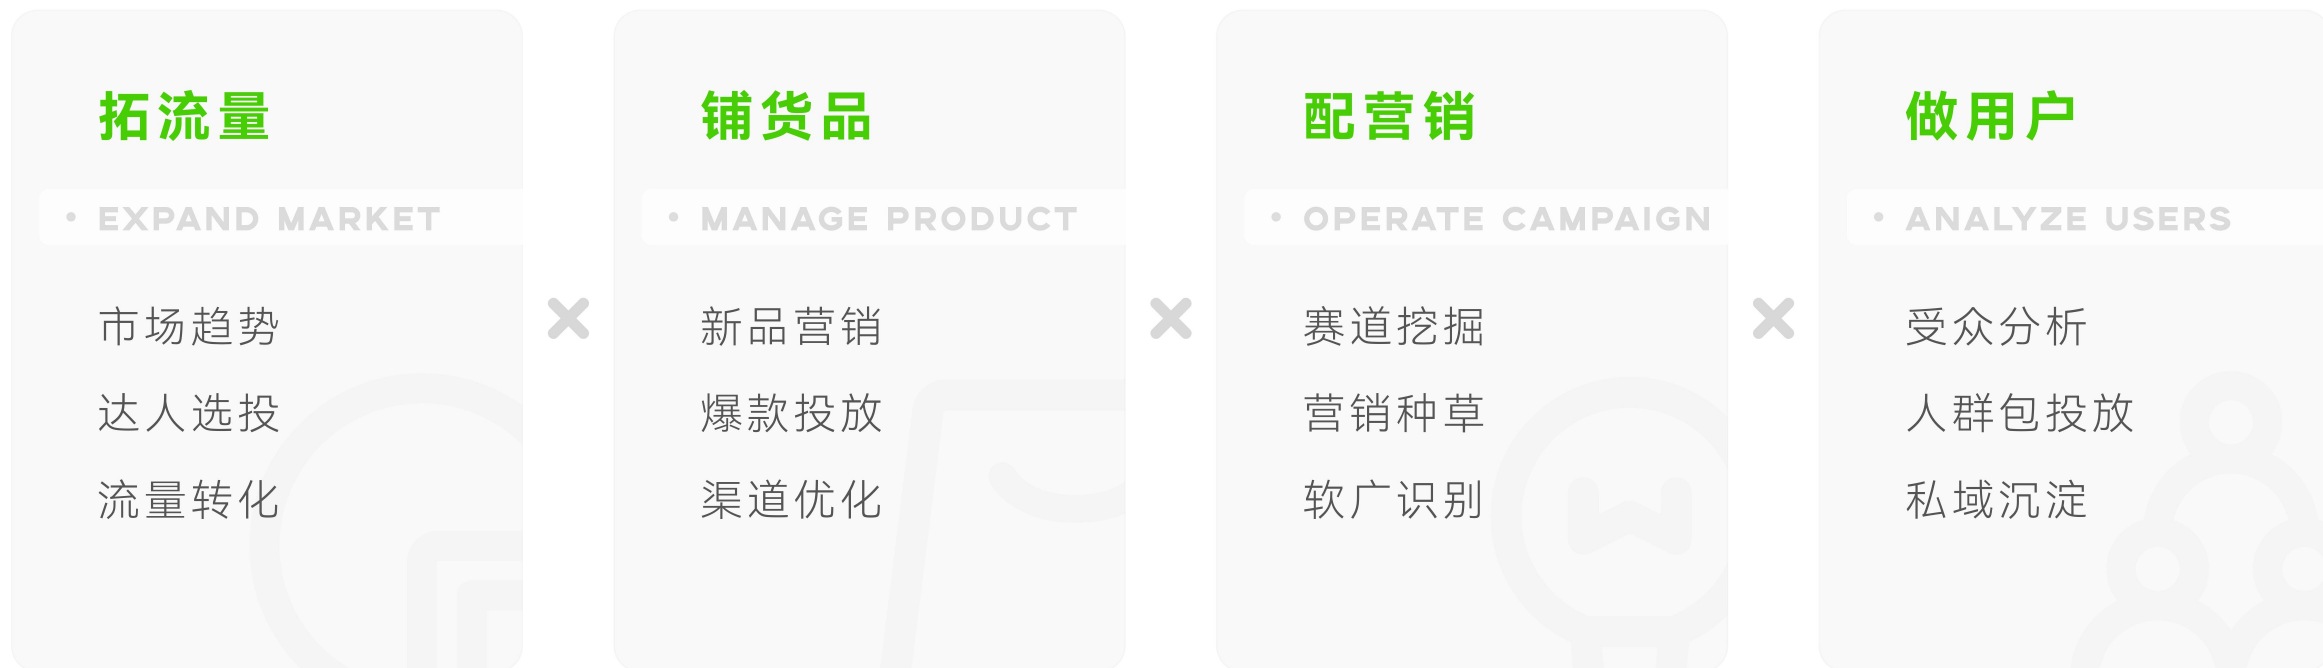 拓流量
• EXPAND MARKET
市场趋势
达人选投
流量转化
铺货品
• MANAGE PRODUCT
新品营销
爆款投放
渠道优化
配营销
• OPERATE CAMPAIGN
赛道挖掘
营销种草
软广识别
做用户
• ANALYZE USERS
受众分析
人群包投放
私域沉淀